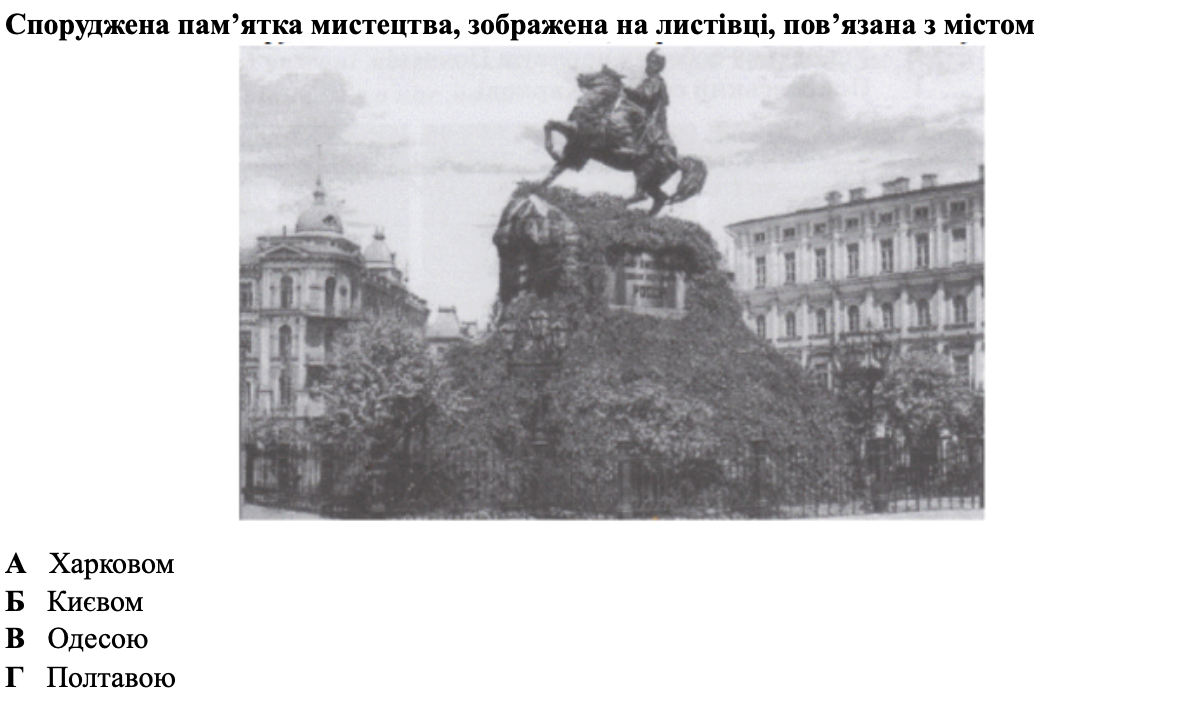 Споруджена пам’ятка мистецтва, зображена на листівці, пов’язана з містом
А Харковом
Б Києвом
В Одесою
Г Полтавою